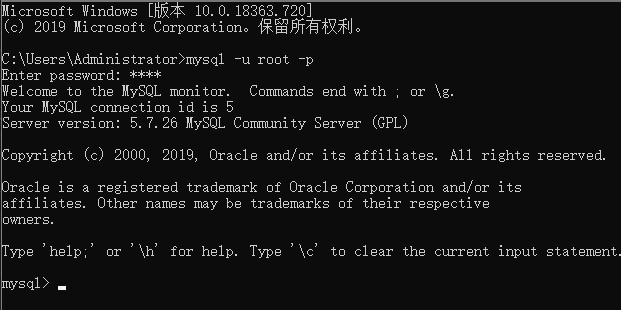 Microsoft Windows [版本 10.0.18363.720]
(c) 2019 Microsoft Corporation。保留所有权利。
C:\Users\Administrator>mysql -u root -p
Enter password: ****
Welcome to the MySQL monitor.  Commands end with ; or \g.
Your MySQL connection id is 5
Server version: 5.7.26 MySQL Community Server (GPL)
Copyright (c) 2000, 2019, Oracle and/or its affiliates. All rights reserved.
Oracle is a registered trademark of Oracle Corporation and/or its
affiliates. Other names may be trademarks of their respective
owners.
Type 'help;' or '\h' for help. Type '\c' to clear the current input statement.
mysql> _